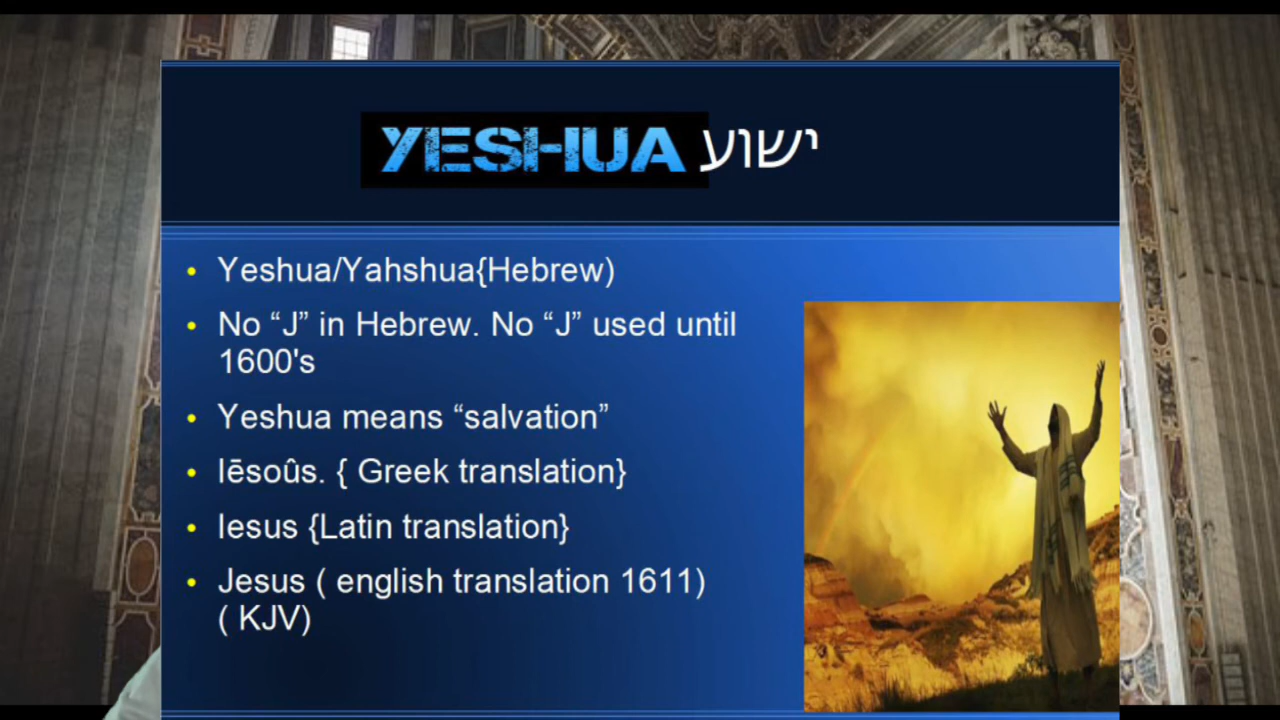 YESHUA ישוע
Yeshua/Yahshua{Hebrew)
No “J” in Hebrew. No “J” used until
1600's
Yeshua means “salvation”
Iēsoûs. { Greek translation}
Iesus {Latin translation}
Jesus ( english translation 1611)
( KJV)